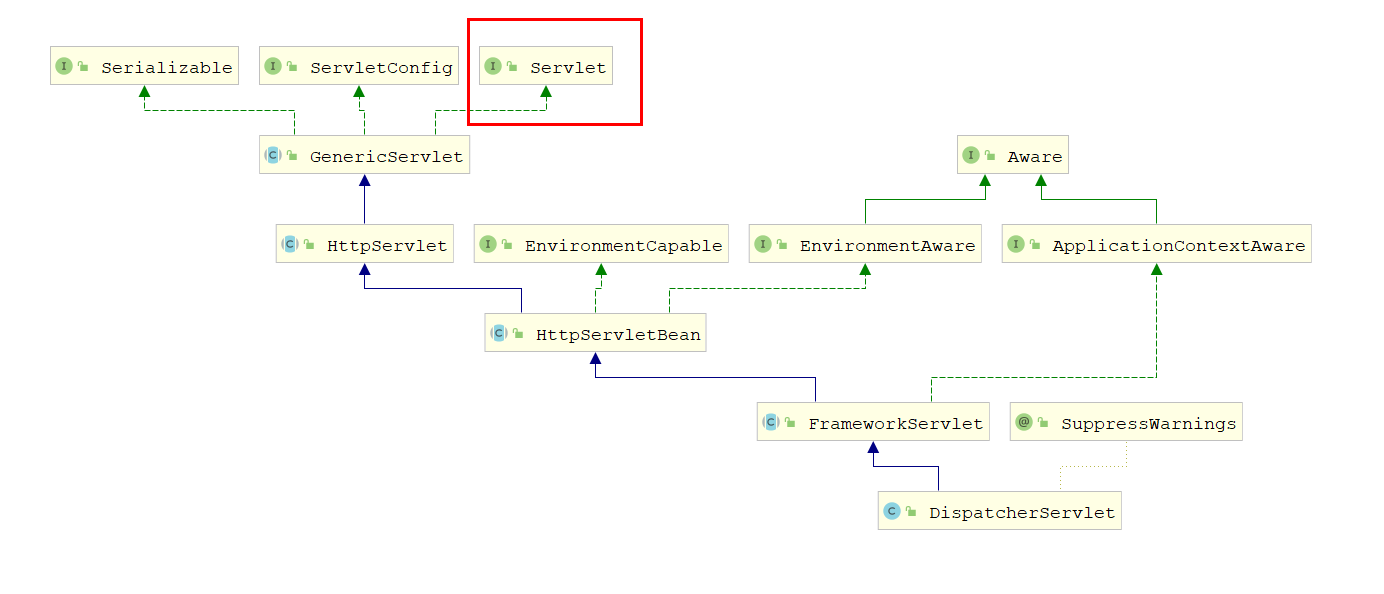 I Serializable
I ServletConfig
I Servlet
C GenericServlet
I Aware
C HttpServlet
I EnvironmentCapable
I EnvironmentAware
I ApplicationContextAware
C HttpServletBean
C FrameworkServlet
@ SuppressWarnings
C DispatcherServlet